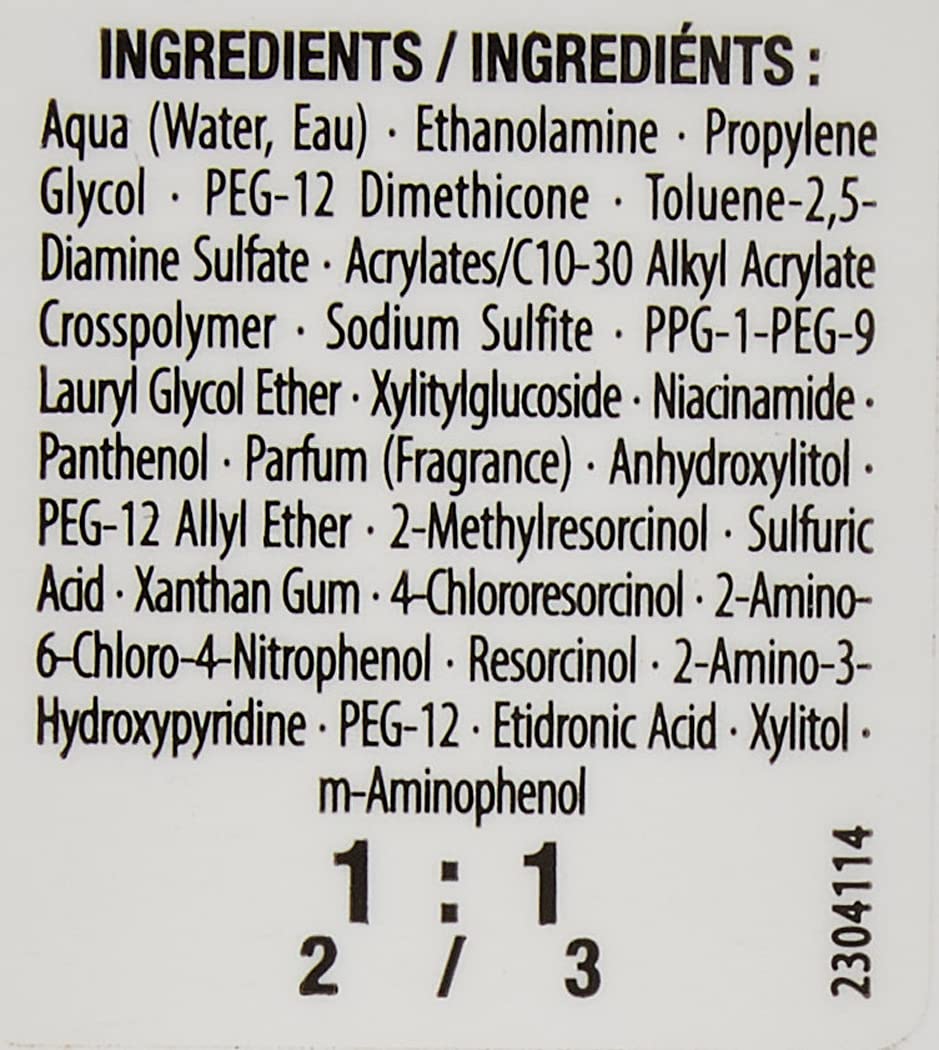 INGREDIENTS / INGREDIÉNTS :
Aqua (Water, Eau) · Ethanolamine · Propylene
Glycol · PEG-12 Dimethicone · Toluene-2,5-
Diamine Sulfate · Acrylates/C10-30 Alkyl Acrylate
Crosspolymer · Sodium Sulfite · PPG-1-PEG-9
Lauryl Glycol Ether · Xylitylglucoside · Niacinamide ·
Panthenol · Parfum (Fragrance) · Anhydroxylitol ·
PEG-12 Allyl Ether · 2-Methylresorcinol · Sulfuric
Acid · Xanthan Gum · 4-Chlororesorcinol · 2-Amino-
6-Chloro-4-Nitrophenol · Resorcinol · 2-Amino-3-
Hydroxypyridine · PEG-12 · Etidronic Acid · Xylitol ·
m-Aminophenol
1 : 1
2 / 3
2304114